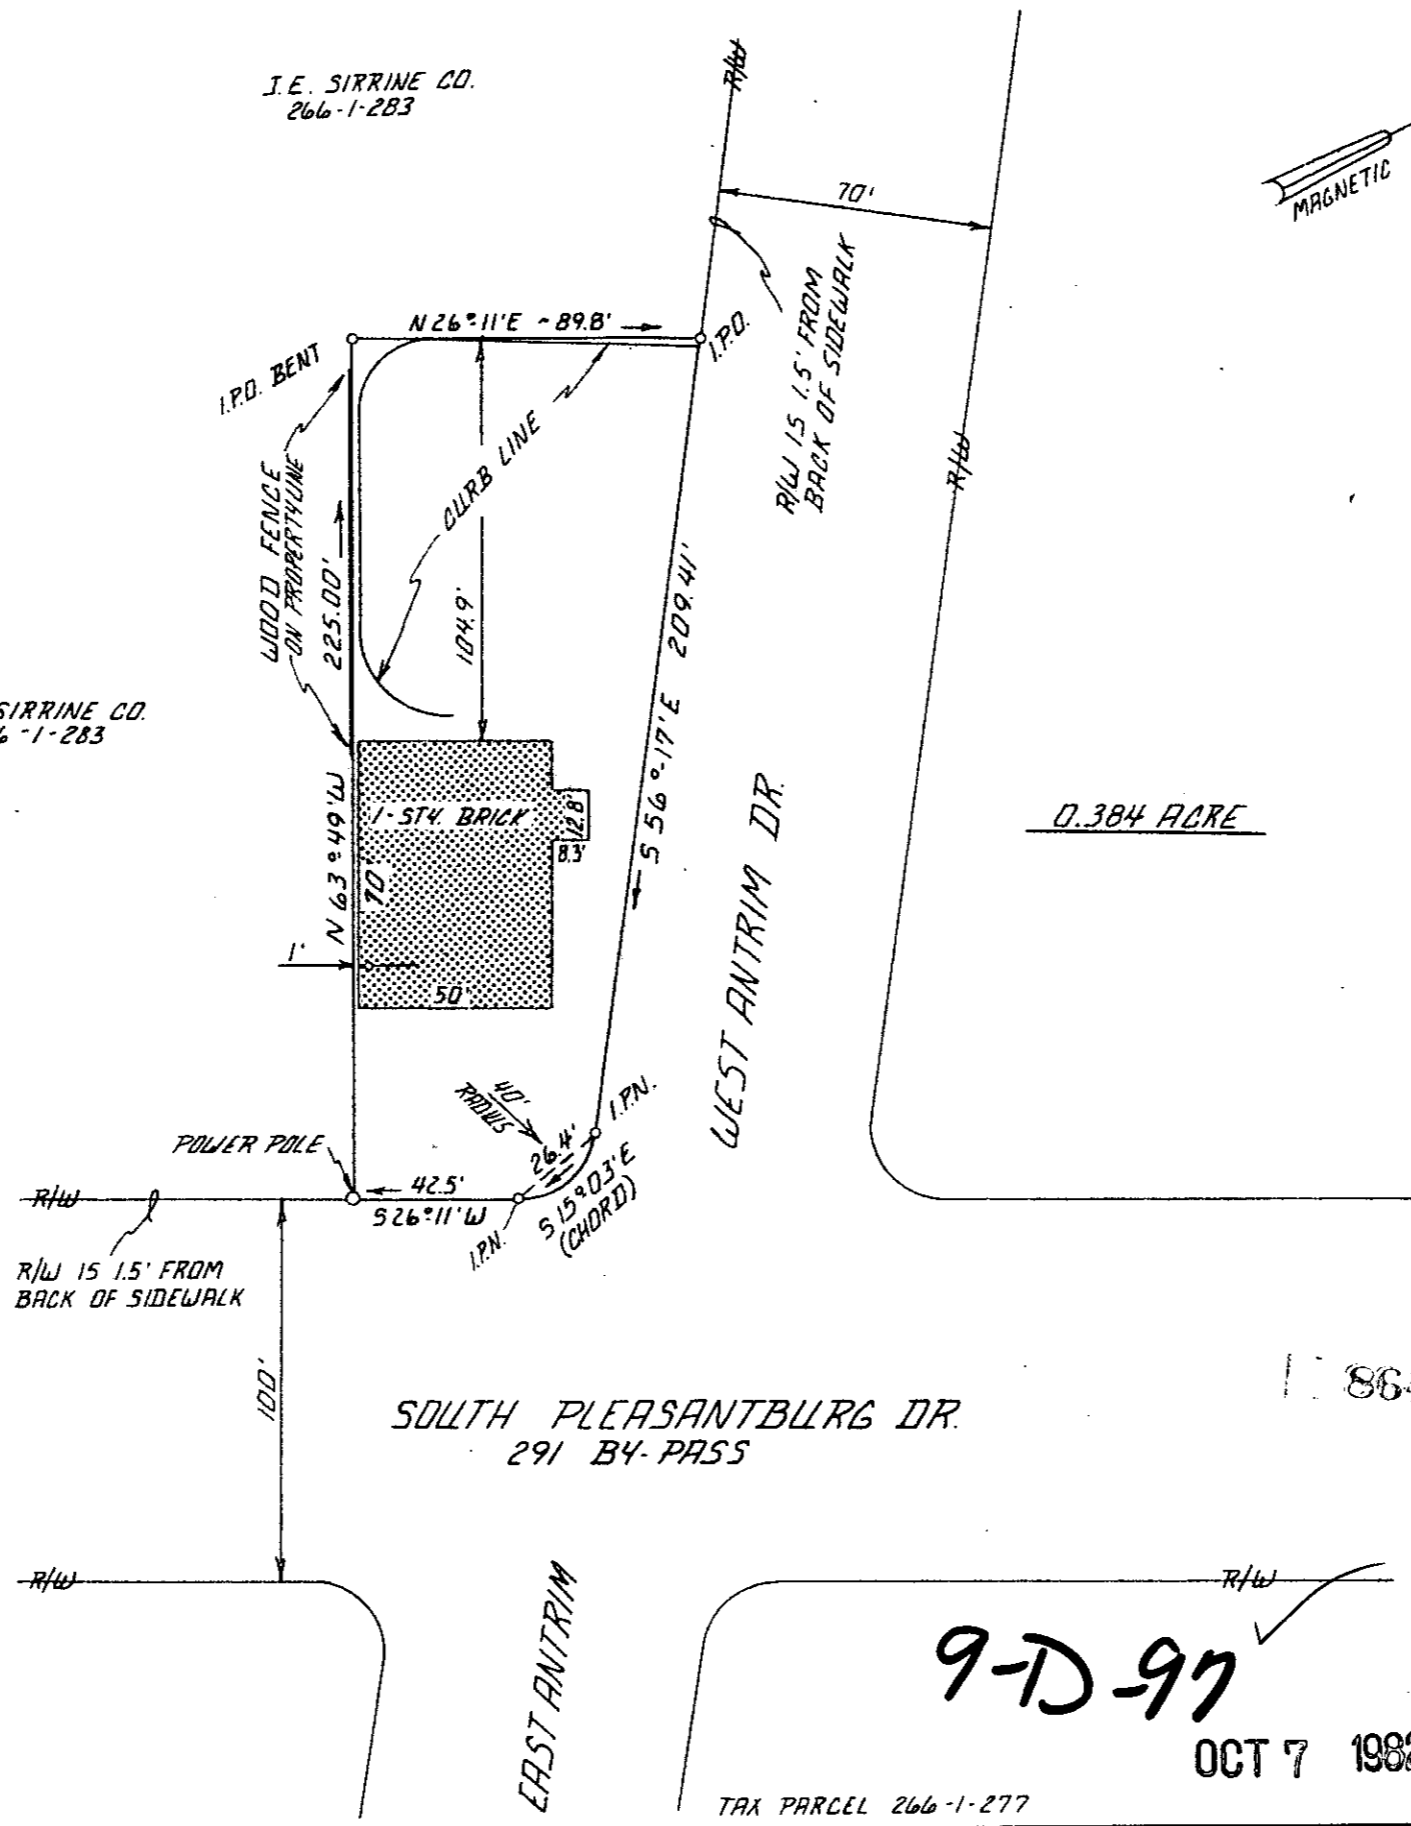 J.E. SIRRINE CO.
266-1-283
R/W
MAGNETIC
70'
R/W IS 1.5' FROM
BACK OF SIDEWALK
N 26°-11'E ~ 89.8'
I.P.O.
I.P.O. BENT
R/W
CURB LINE
WOOD FENCE
ON PROPERTY LINE
225.00'
104.9'
S 56°-17'E 209.41'
SIRRINE CO.
-1-283
1-STY. BRICK
12.8'
8.3'
0.384 ACRE
N 63°-49'W
70'
1'
50'
WEST ANTRIM DR.
40'
RADIUS
I.P.N.
26.4'
S 15°-03'E
(CHORD)
POWER POLE
R/W
42.5'
S 26°-11'W
I.P.N.
R/W IS 1.5' FROM
BACK OF SIDEWALK
100'
86
SOUTH PLEASANTBURG DR.
291 BY-PASS
R/W
R/W
EAST ANTRIM
9-D-97
OCT 7 198
TAX PARCEL 266-1-277